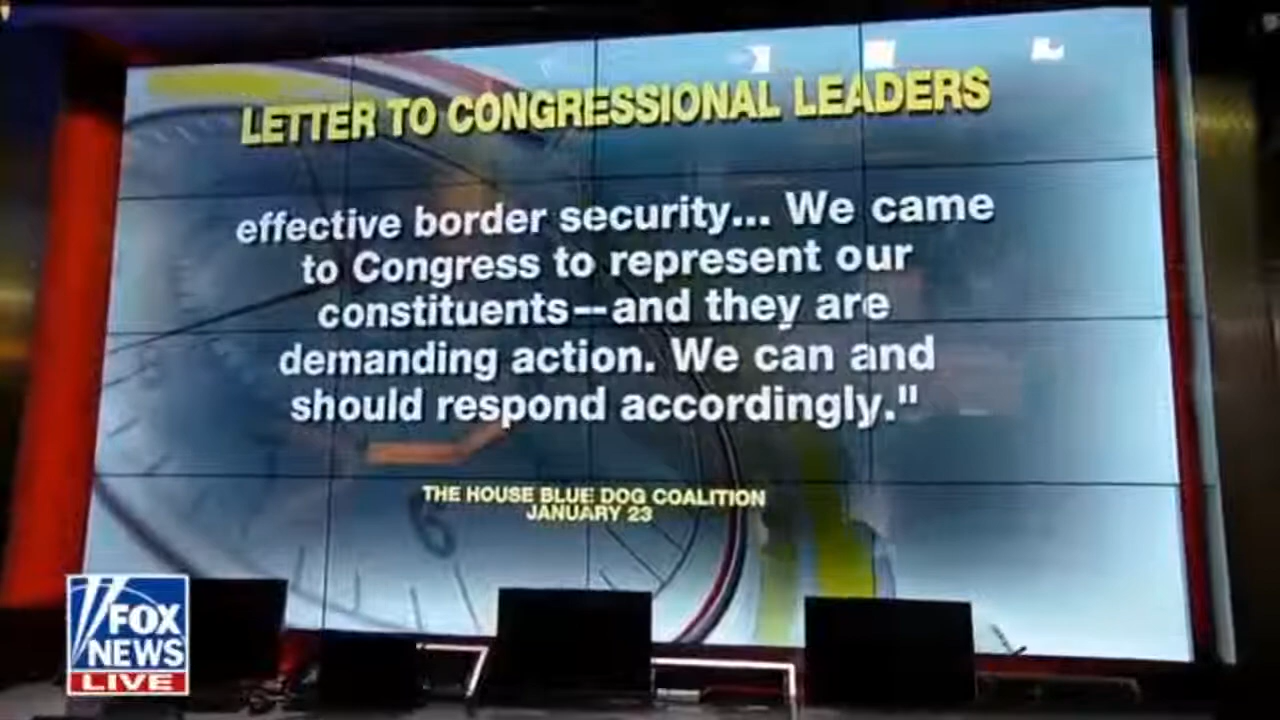 LETTER TO CONGRESSIONAL LEADERS
effective border security... We came
to Congress to represent our
constituents--and they are
demanding action. We can and
should respond accordingly."
THE HOUSE BLUE DOG COALITION
JANUARY 23
6
FOX
NEWS
LIVE